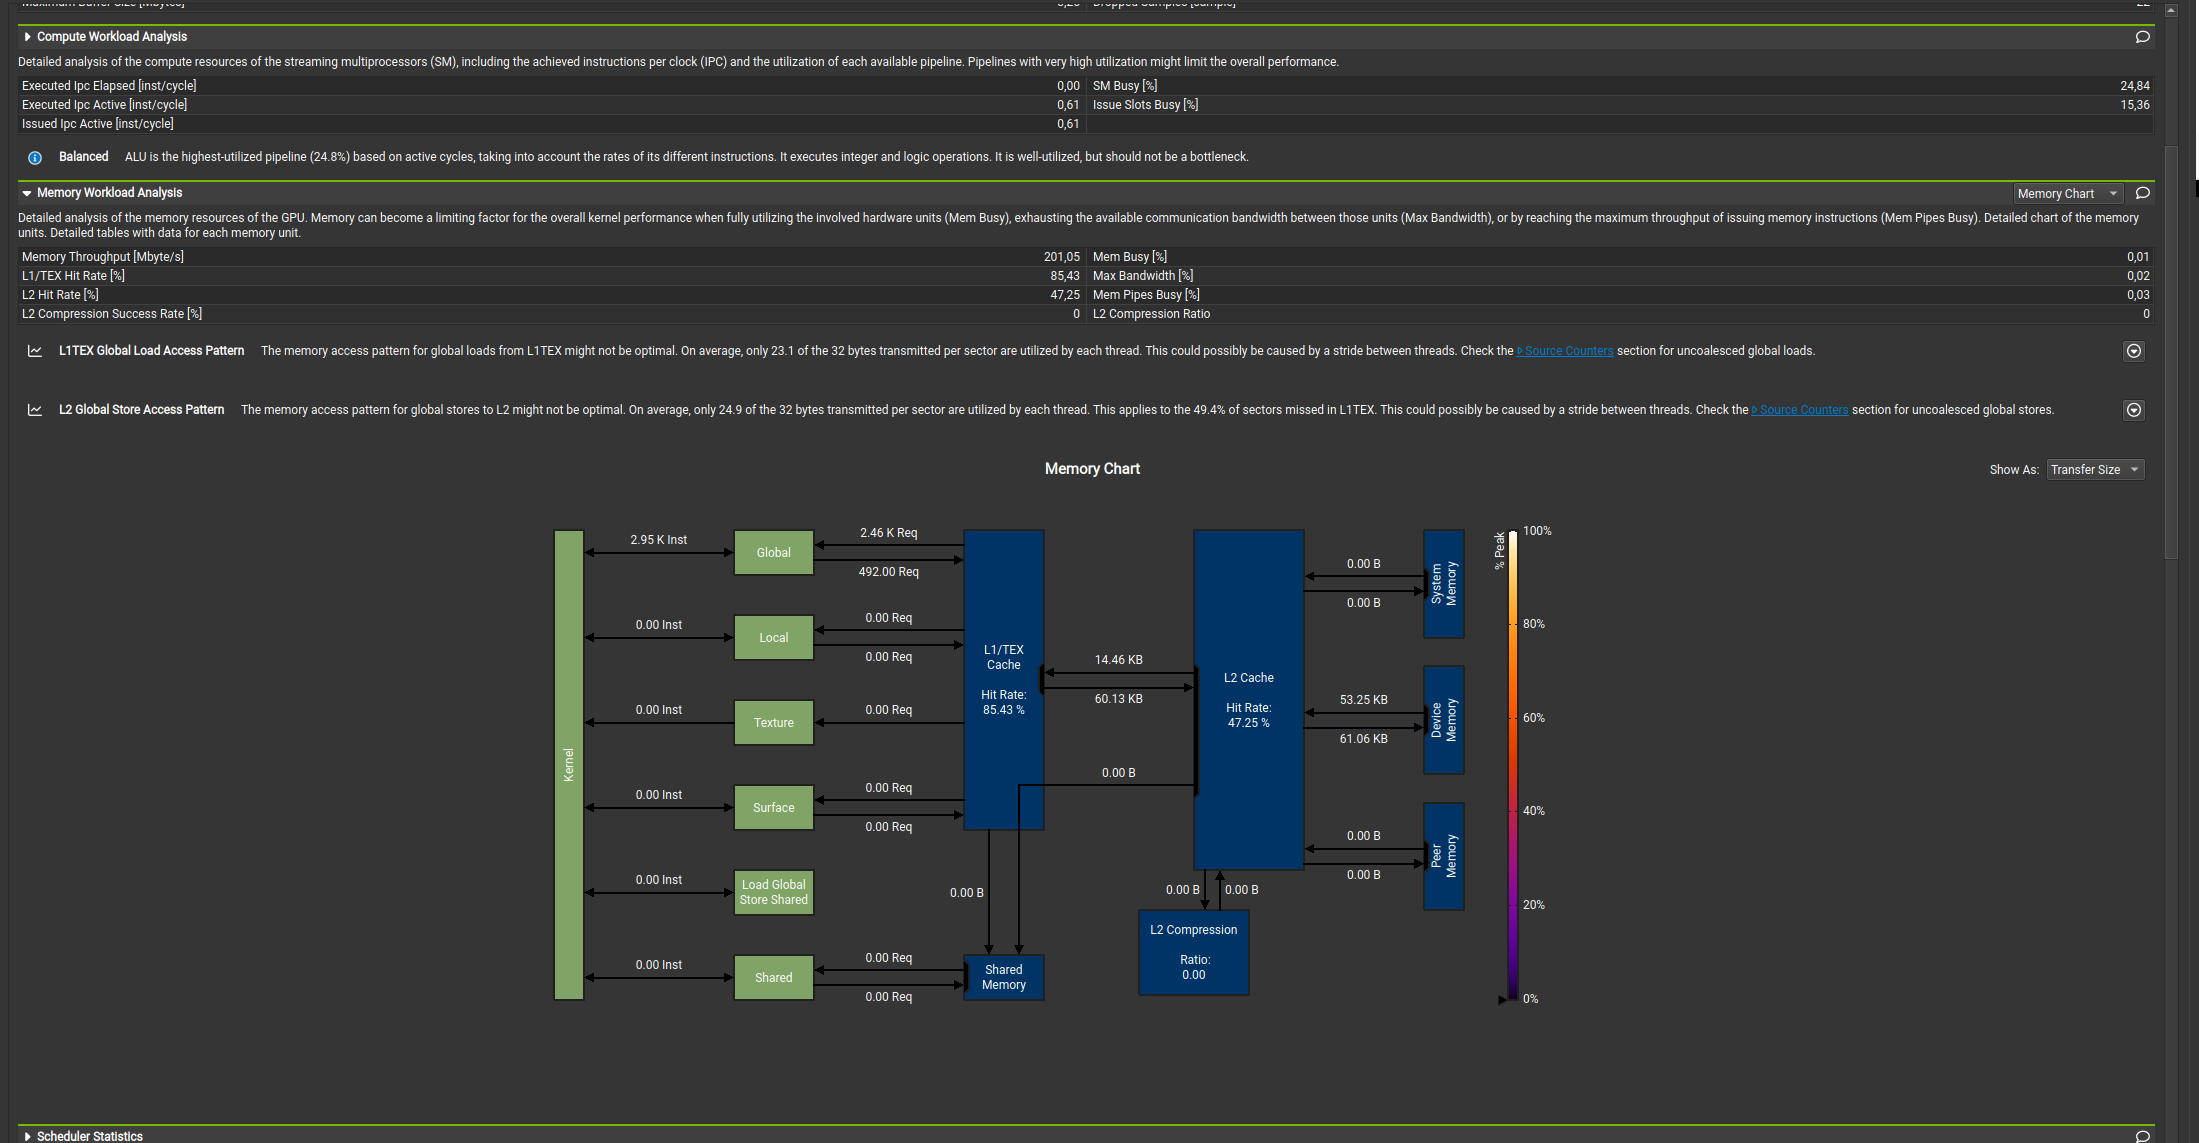 Maximum Buffer Size [Mbytes] Dropped Samples [sample] 22
Compute Workload Analysis
Detailed analysis of the compute resources of the streaming multiprocessors (SM), including the achieved instructions per clock (IPC) and the utilization of each available pipeline. Pipelines with very high utilization might limit the overall performance.
Executed Ipc Elapsed [inst/cycle] 0,00 SM Busy [%] 24,84
Executed Ipc Active [inst/cycle] 0,61 Issue Slots Busy [%] 15,36
Issued Ipc Active [inst/cycle] 0,61
Balanced ALU is the highest-utilized pipeline (24.8%) based on active cycles, taking into account the rates of its different instructions. It executes integer and logic operations. It is well-utilized, but should not be a bottleneck.
Memory Workload Analysis Memory Chart
Detailed analysis of the memory resources of the GPU. Memory can become a limiting factor for the overall kernel performance when fully utilizing the involved hardware units (Mem Busy), exhausting the available communication bandwidth between those units (Max Bandwidth), or by reaching the maximum throughput of issuing memory instructions (Mem Pipes Busy). Detailed chart of the memory
units. Detailed tables with data for each memory unit.
Memory Throughput [Mbyte/s] 201,05 Mem Busy [%] 0,01
L1/TEX Hit Rate [%] 85,43 Max Bandwidth [%] 0,02
L2 Hit Rate [%] 47,25 Mem Pipes Busy [%] 0,03
L2 Compression Success Rate [%] 0 L2 Compression Ratio 0
L1TEX Global Load Access Pattern The memory access pattern for global loads from L1TEX might not be optimal. On average, only 23.1 of the 32 bytes transmitted per sector are utilized by each thread. This could possibly be caused by a stride between threads. Check the Source Counters section for uncoalesced global loads.
L2 Global Store Access Pattern The memory access pattern for global stores to L2 might not be optimal. On average, only 24.9 of the 32 bytes transmitted per sector are utilized by each thread. This applies to the 49.4% of sectors missed in L1TEX. This could possibly be caused by a stride between threads. Check the Source Counters section for uncoalesced global stores.
Memory Chart
Show As: Transfer Size
Kernel
2.95 K Inst
Global
2.46 K Req
492.00 Req
0.00 Inst
Local
0.00 Req
0.00 Req
0.00 Inst
Texture
0.00 Req
0.00 Inst
Surface
0.00 Req
0.00 Req
0.00 Inst
Load Global
Store Shared
0.00 Inst
Shared
0.00 Req
0.00 Req
L1/TEX
Cache
Hit Rate:
85.43 %
0.00 B
Shared
Memory
14.46 KB
60.13 KB
0.00 B
L2 Cache
Hit Rate:
47.25 %
0.00 B
0.00 B
L2 Compression
Ratio:
0.00
0.00 B
0.00 B
System
Memory
53.25 KB
61.06 KB
Device
Memory
0.00 B
0.00 B
Peer
Memory
% Peak
100%
80%
60%
40%
20%
0%
Scheduler Statistics